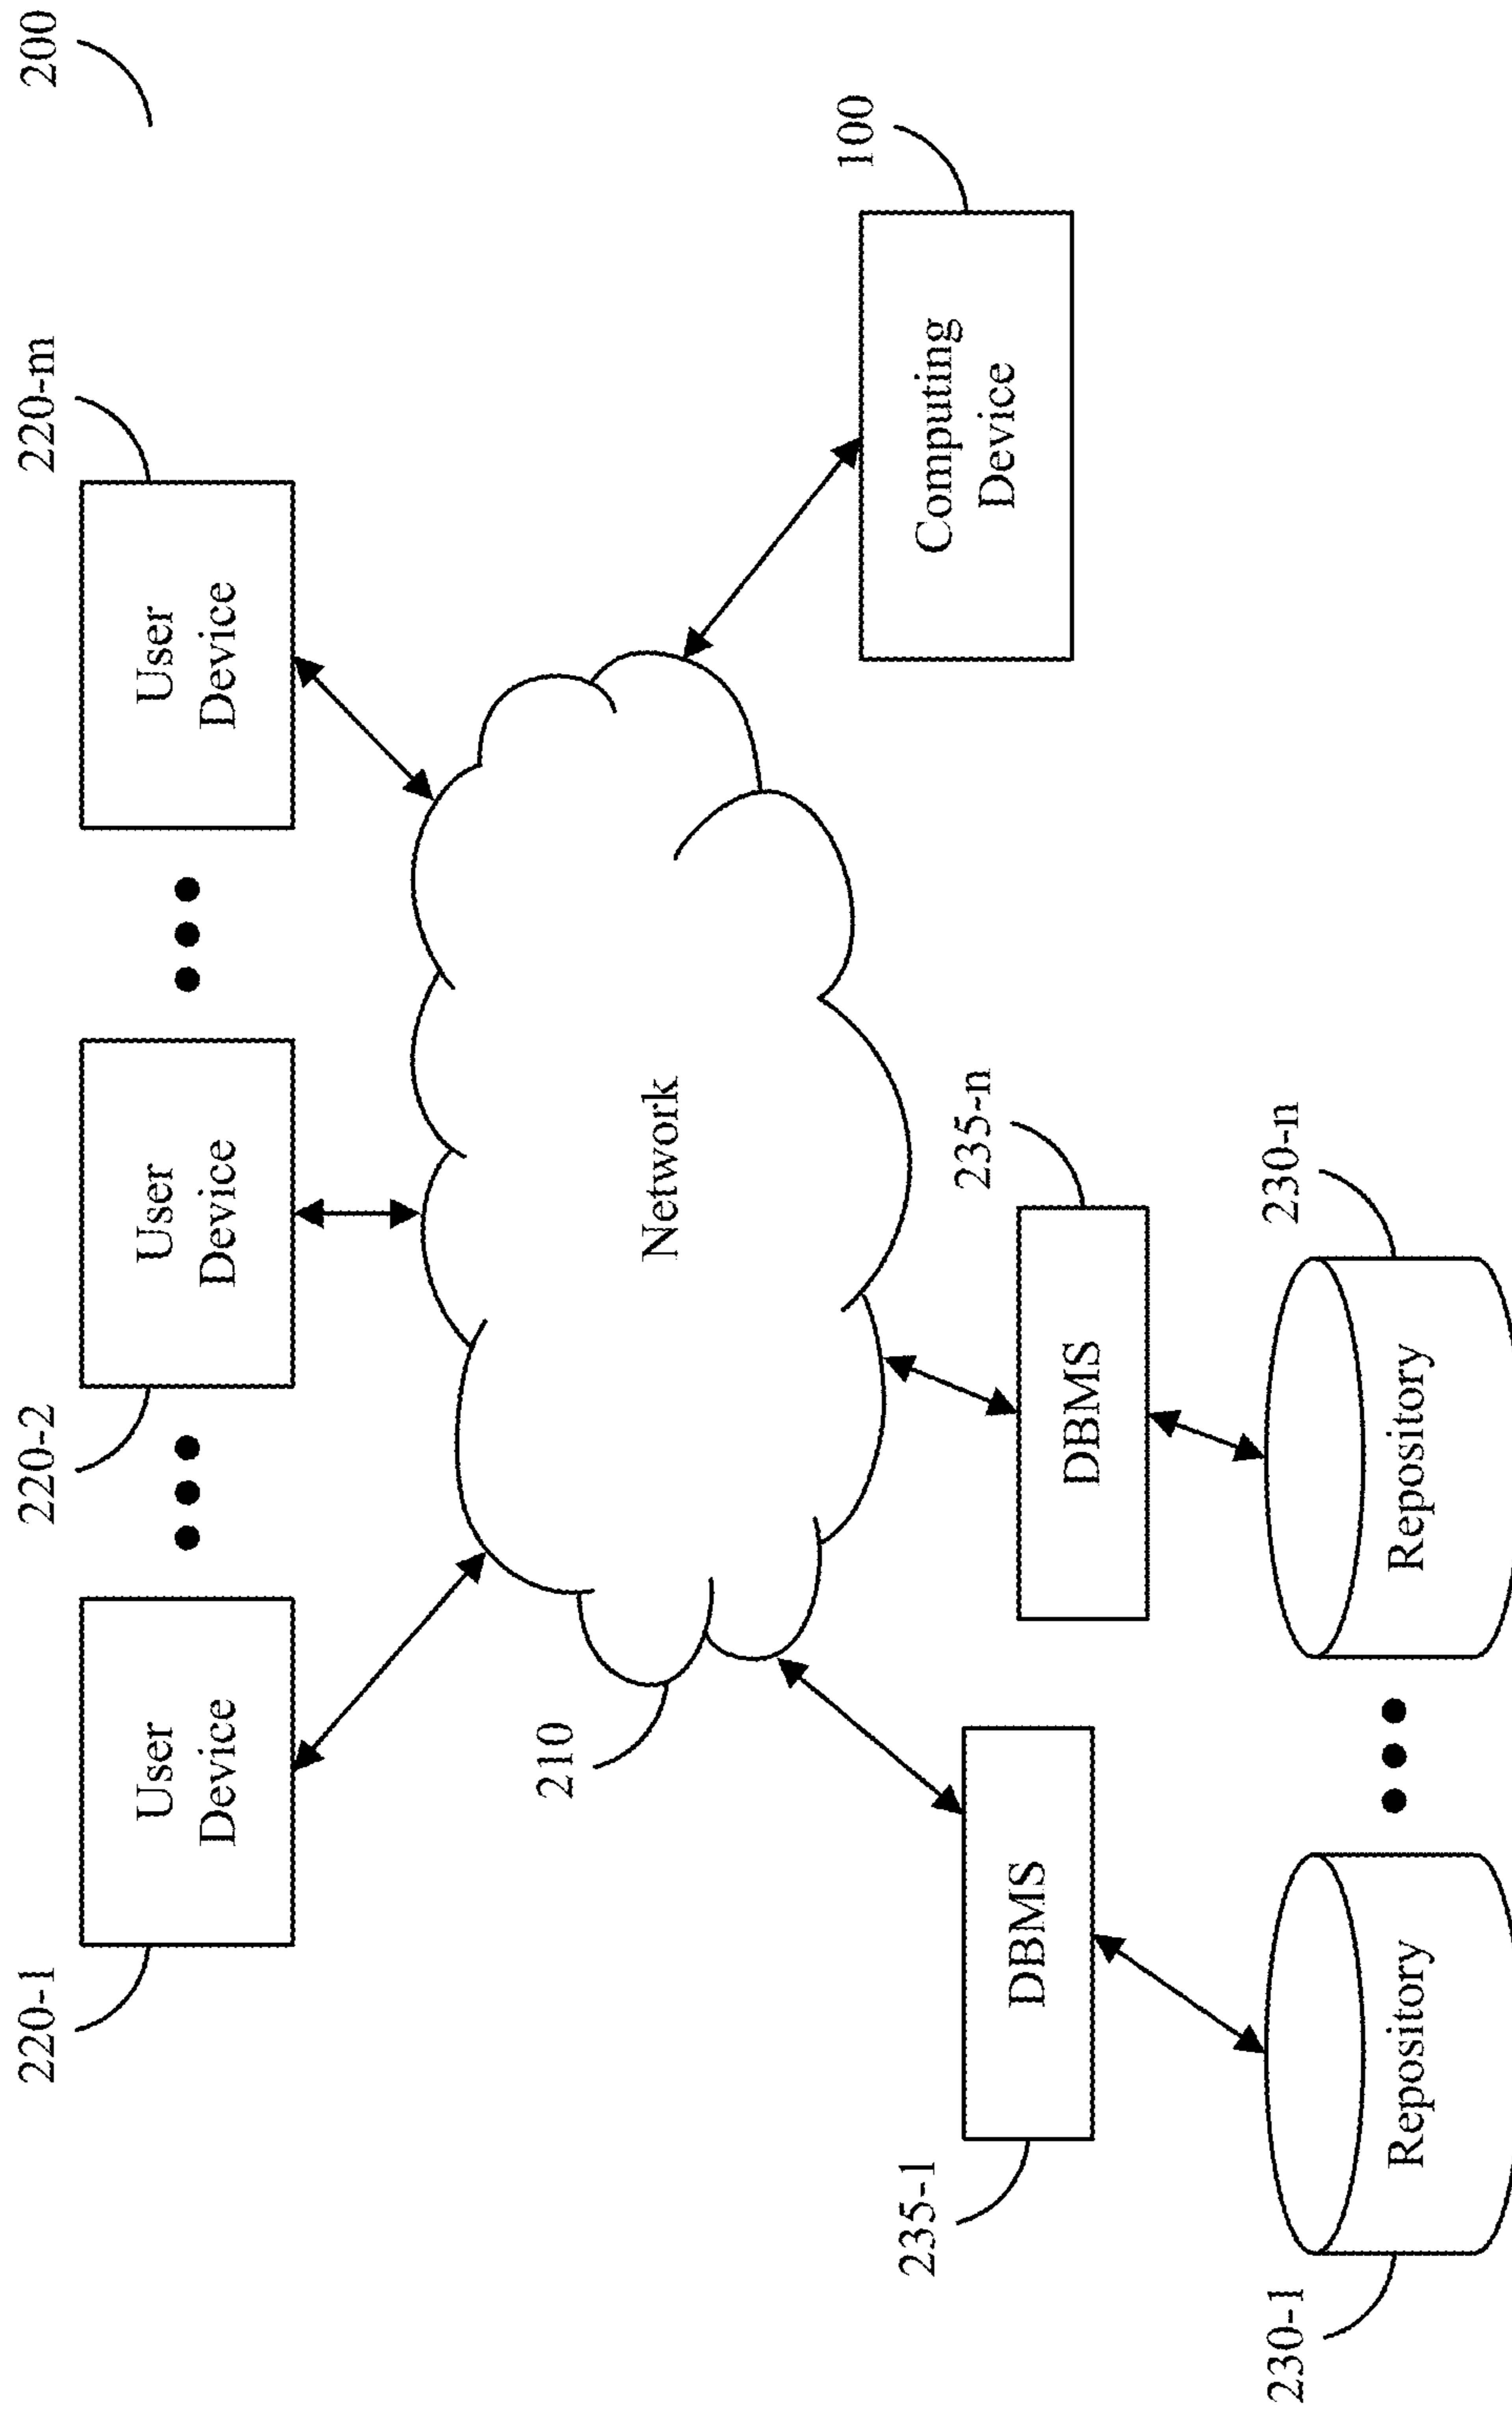 200
220-1
220-2
220-m
User
Device
User
Device
User
Device
210
Network
100
Computing
Device
235-1
DBMS
235-n
DBMS
230-1
Repository
230-n
Repository